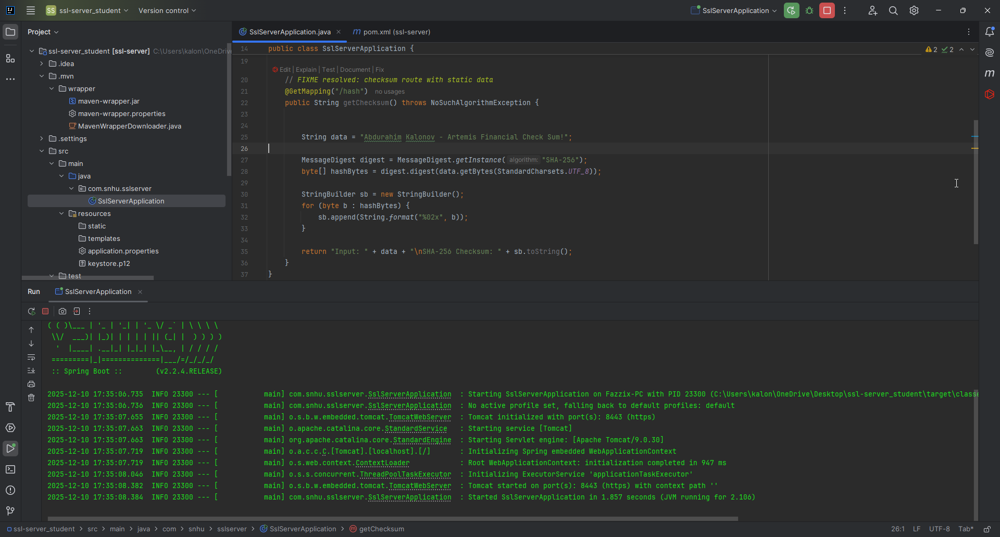 SS ssl-server_student Version control SslServerApplication
Project
SslServerApplication.java pom.xml (ssl-server)
ssl-server_student [ssl-server] C:\Users\kalon\OneDriv
.idea
.mvn
wrapper
maven-wrapper.jar
maven-wrapper.properties
MavenWrapperDownloader.java
.settings
src
main
java
com.snhu.sslserver
SslServerApplication
resources
static
templates
application.properties
keystore.p12
test
14 public class SslServerApplication {
2 2
19
Edit | Explain | Test | Document | Fix
20 // FIXME resolved: checksum route with static data
21 @GetMapping("/hash") no usages
22 public String getChecksum() throws NoSuchAlgorithmException {
23
24
25 String data = "Abdurahim Kalonov - Artemis Financial Check Sum!";
26
27 MessageDigest digest = MessageDigest.getInstance( algorithm: "SHA-256");
28 byte[] hashBytes = digest.digest(data.getBytes(StandardCharsets.UTF_8));
29
30 StringBuilder sb = new StringBuilder();
31 for (byte b : hashBytes) {
32 sb.append(String.format("%02x", b));
33 }
34
35 return "Input: " + data + "\nSHA-256 Checksum: " + sb.toString();
36 }
37 }
Run SslServerApplication
( ( )\___ | '_ | '_| | '_ \/ _` | \ \ \ \
\\/  ___)| |_)| | | | | || (_| |  ) ) ) )
'  |____| .__|_| |_|_| |_\__, | / / / /
=========|_|==============|___/=/_/_/_/
:: Spring Boot :: (v2.2.4.RELEASE)
2025-12-10 17:35:06.735 INFO 23300 --- [ main] com.snhu.sslserver.SslServerApplication : Starting SslServerApplication on Fazzix-PC with PID 23300 (C:\Users\kalon\OneDrive\Desktop\ssl-server_student\target\classe
2025-12-10 17:35:06.736 INFO 23300 --- [ main] com.snhu.sslserver.SslServerApplication : No active profile set, falling back to default profiles: default
2025-12-10 17:35:07.655 INFO 23300 --- [ main] o.s.b.w.embedded.tomcat.TomcatWebServer : Tomcat initialized with port(s): 8443 (https)
2025-12-10 17:35:07.663 INFO 23300 --- [ main] o.apache.catalina.core.StandardService : Starting service [Tomcat]
2025-12-10 17:35:07.663 INFO 23300 --- [ main] org.apache.catalina.core.StandardEngine : Starting Servlet engine: [Apache Tomcat/9.0.30]
2025-12-10 17:35:07.719 INFO 23300 --- [ main] o.a.c.c.C.[Tomcat].[localhost].[/] : Initializing Spring embedded WebApplicationContext
2025-12-10 17:35:07.719 INFO 23300 --- [ main] o.s.web.context.ContextLoader : Root WebApplicationContext: initialization completed in 947 ms
2025-12-10 17:35:08.046 INFO 23300 --- [ main] o.s.s.concurrent.ThreadPoolTaskExecutor : Initializing ExecutorService 'applicationTaskExecutor'
2025-12-10 17:35:08.382 INFO 23300 --- [ main] o.s.b.w.embedded.tomcat.TomcatWebServer : Tomcat started on port(s): 8443 (https) with context path ''
2025-12-10 17:35:08.384 INFO 23300 --- [ main] com.snhu.sslserver.SslServerApplication : Started SslServerApplication in 1.857 seconds (JVM running for 2.106)
ssl-server_student > src > main > java > com > snhu > sslserver > SslServerApplication > getChecksum 26:1 LF UTF-8 Tab*